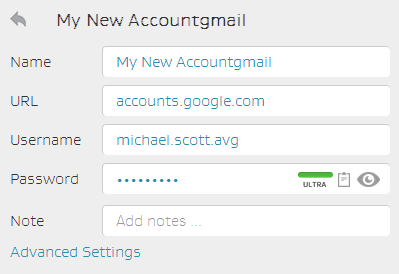 My New Accountgmail
Name My New Accountgmail
URL accounts.google.com
Username michael.scott.avg
Password ••••••••• ULTRA
Note Add notes ...
Advanced Settings